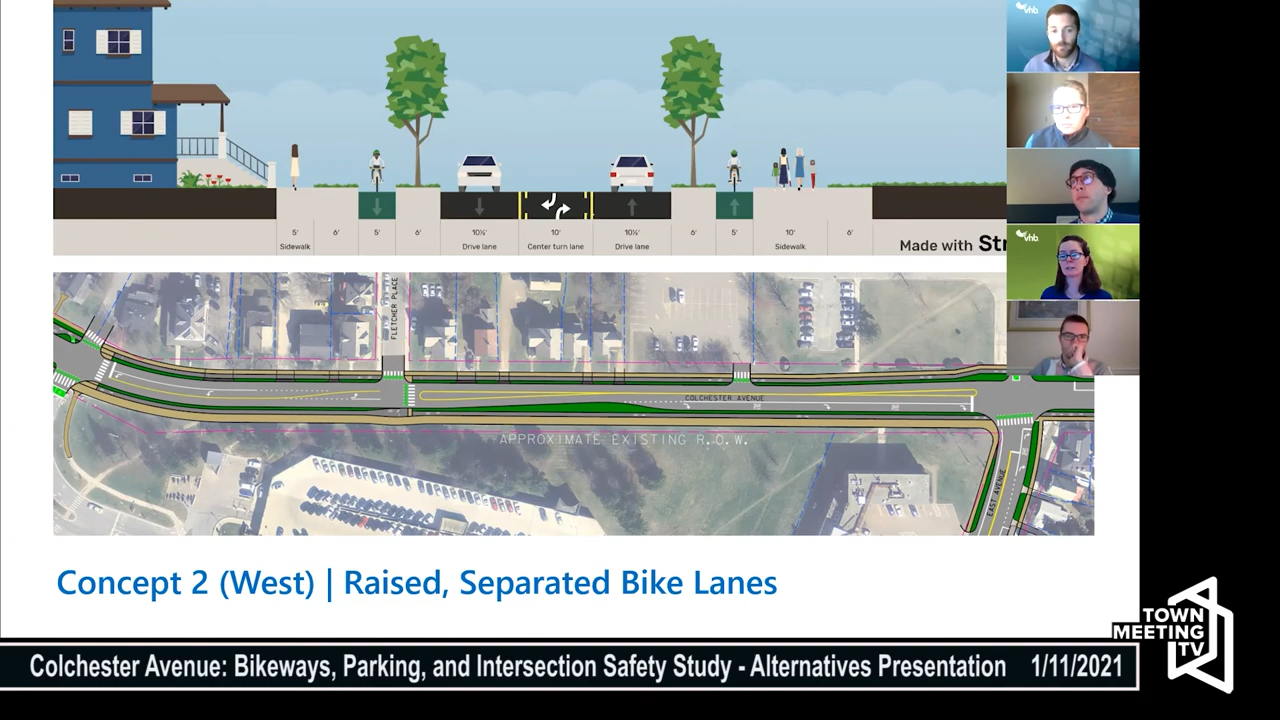 vhb
vhb
5' 6' 5' 6' 10½' 10' 10½' 6' 5' 10' 6'
Sidewalk Drive lane Center turn lane Drive lane Sidewalk
Made with Str
FLETCHER PLACE
COLCHESTER AVENUE
APPROXIMATE EXISTING R.O.W.
EAST AVENUE
Concept 2 (West) | Raised, Separated Bike Lanes
TOWN
MEETING
TV
Colchester Avenue: Bikeways, Parking, and Intersection Safety Study - Alternatives Presentation 1/11/2021